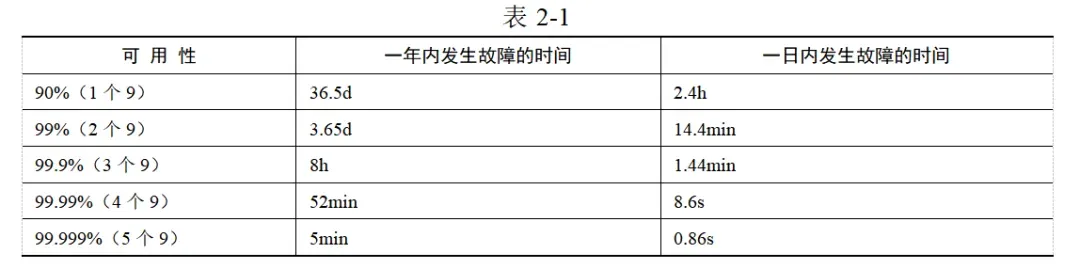 表 2-1
可 用 性 一年内发生故障的时间 一日内发生故障的时间
90%（1 个 9） 36.5d 2.4h
99%（2 个 9） 3.65d 14.4min
99.9%（3 个 9） 8h 1.44min
99.99%（4 个 9） 52min 8.6s
99.999%（5 个 9） 5min 0.86s